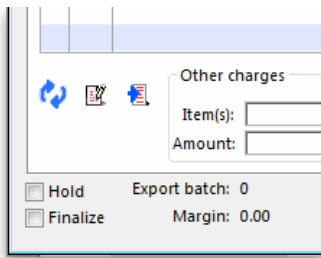 Other charges
Item(s):
Amount:
Hold Export batch: 0
Finalize Margin: 0.00